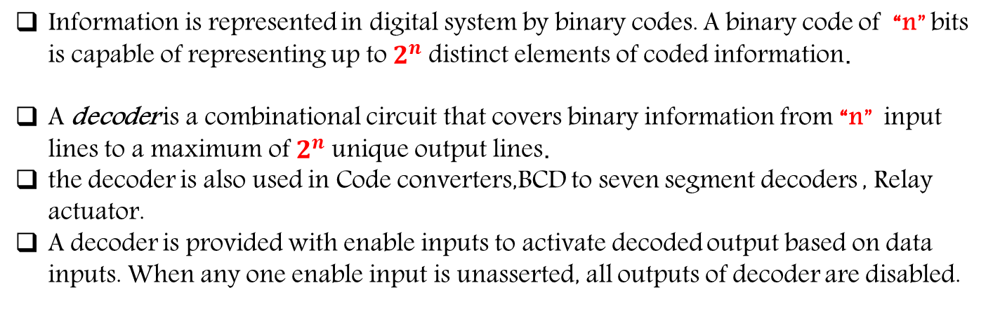 ❑ Information is represented in digital system by binary codes. A binary code of “n” bits
is capable of representing up to 2ⁿ distinct elements of coded information.
❑ A decoder is a combinational circuit that covers binary information from “n” input
lines to a maximum of 2ⁿ unique output lines.
❑ the decoder is also used in Code converters,BCD to seven segment decoders , Relay
actuator.
❑ A decoder is provided with enable inputs to activate decoded output based on data
inputs. When any one enable input is unasserted, all outputs of decoder are disabled.